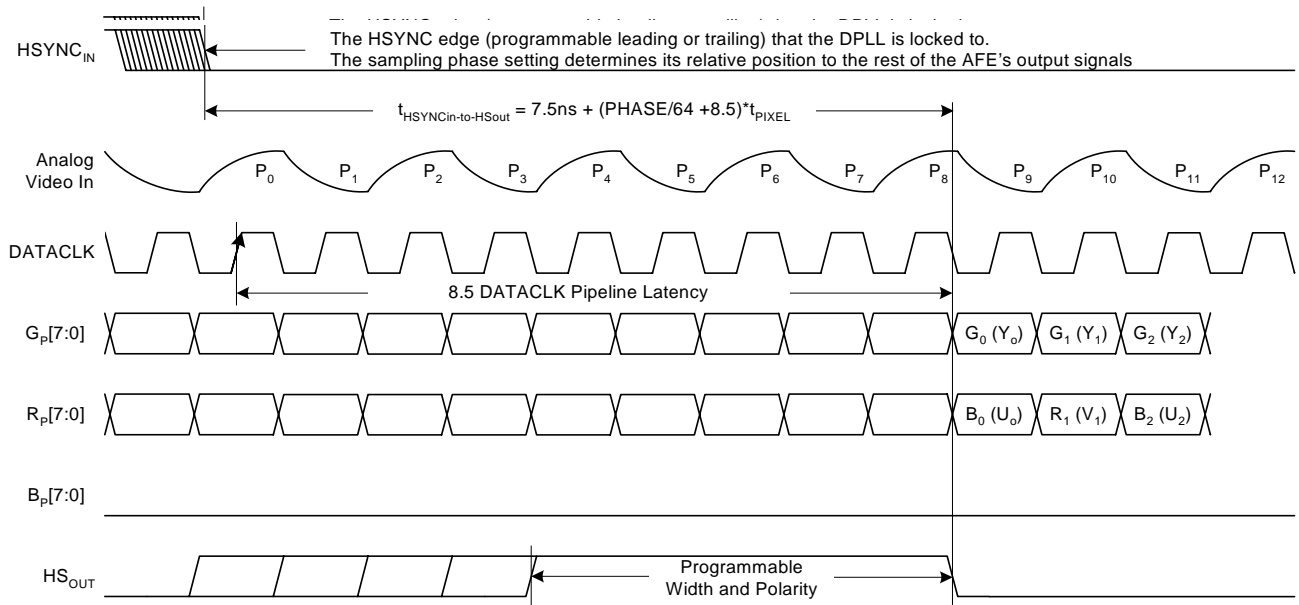 The HSYNC edge (programmable leading or trailing) that the DPLL is locked to.
The sampling phase setting determines its relative position to the rest of the AFE's output signals
HSYNC_IN
t_HSYNCin-to-HSout = 7.5ns + (PHASE/64 +8.5)*t_PIXEL
Analog
Video In
P_0 P_1 P_2 P_3 P_4 P_5 P_6 P_7 P_8 P_9 P_10 P_11 P_12
DATACLK
8.5 DATACLK Pipeline Latency
G_P[7:0]
G_0 (Y_o) G_1 (Y_1) G_2 (Y_2)
R_P[7:0]
B_0 (U_o) R_1 (V_1) B_2 (U_2)
B_P[7:0]
HS_OUT
Programmable
Width and Polarity